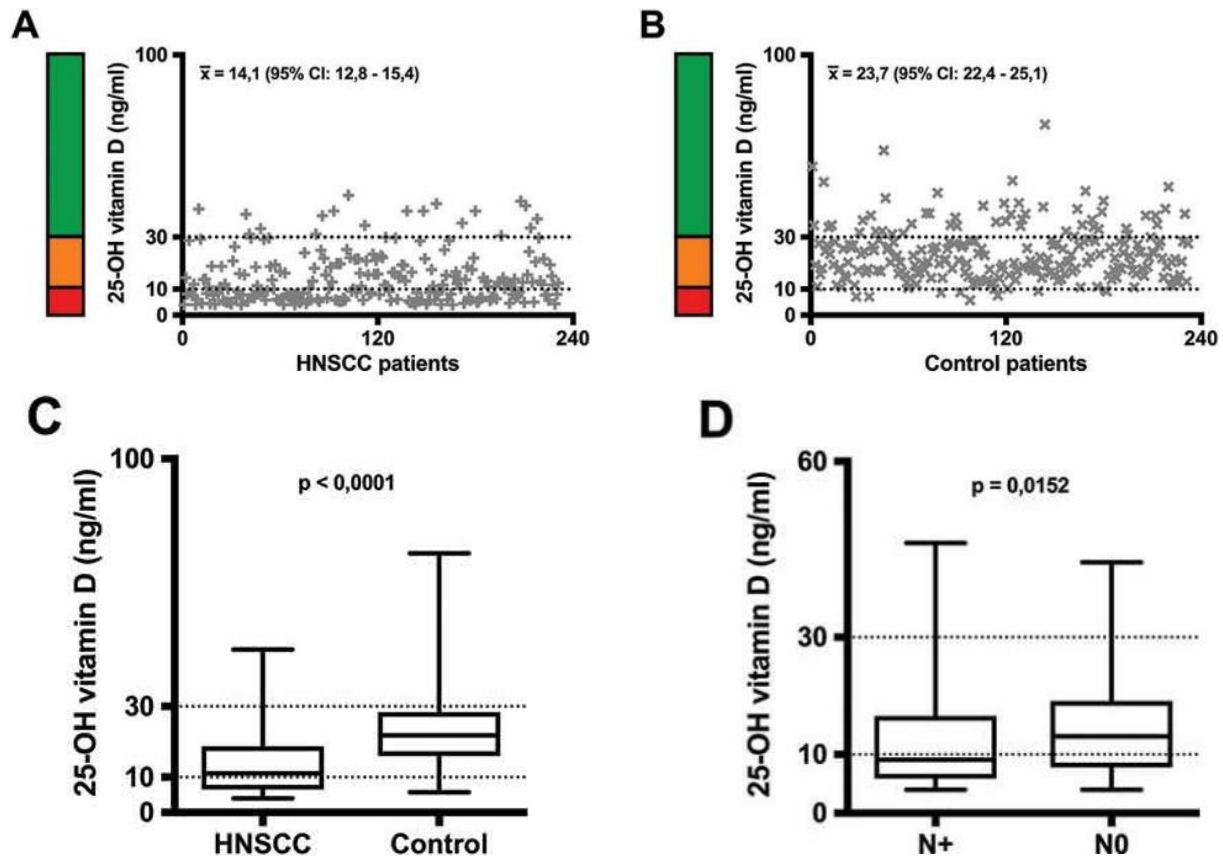 A
25-OH vitamin D (ng/ml)
100
30
10
0
x̅ = 14,1 (95% CI: 12,8 - 15,4)
0
120
240
HNSCC patients
B
25-OH vitamin D (ng/ml)
100
30
10
0
x̅ = 23,7 (95% CI: 22,4 - 25,1)
0
120
240
Control patients
C
25-OH vitamin D (ng/ml)
100
30
10
0
p < 0,0001
HNSCC
Control
D
25-OH vitamin D (ng/ml)
60
30
10
0
p = 0,0152
N+
N0